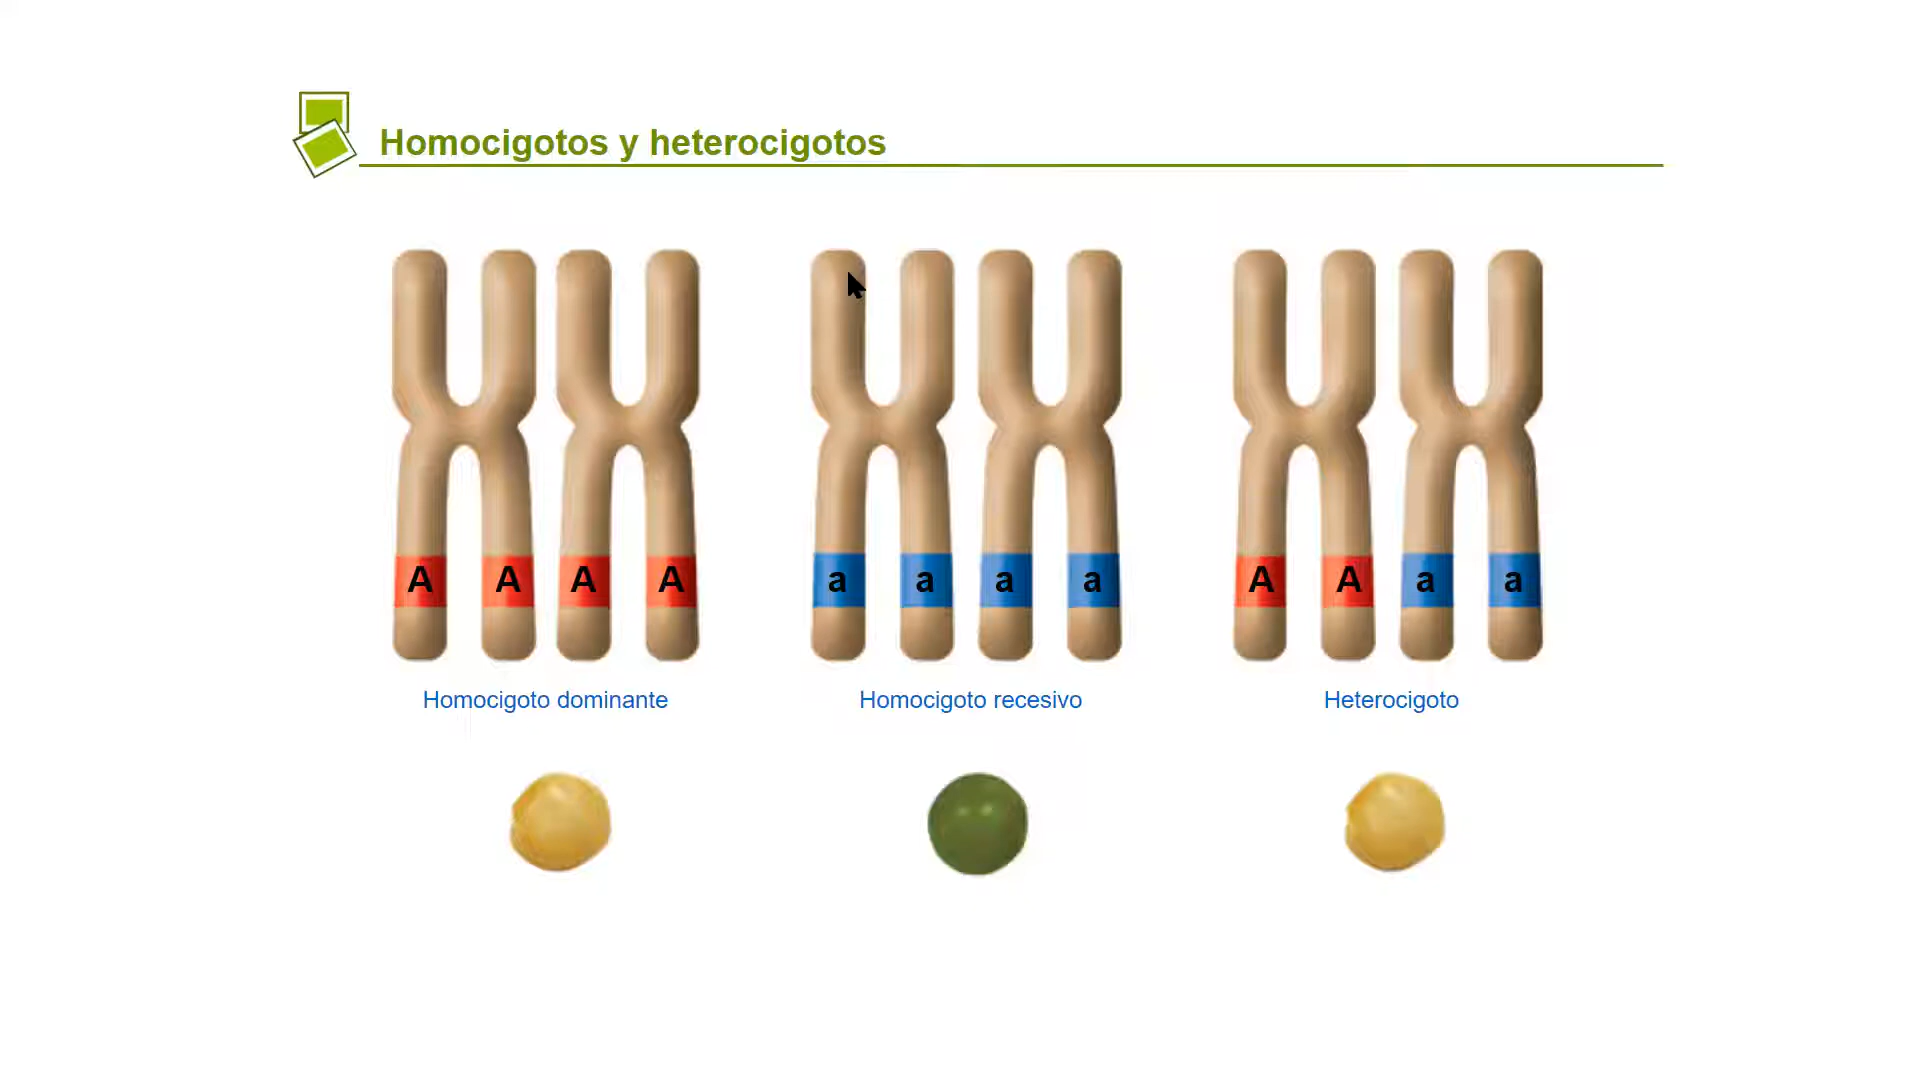 Homocigotos y heterocigotos
A A A A a a a a A A a a
Homocigoto dominante Homocigoto recesivo Heterocigoto